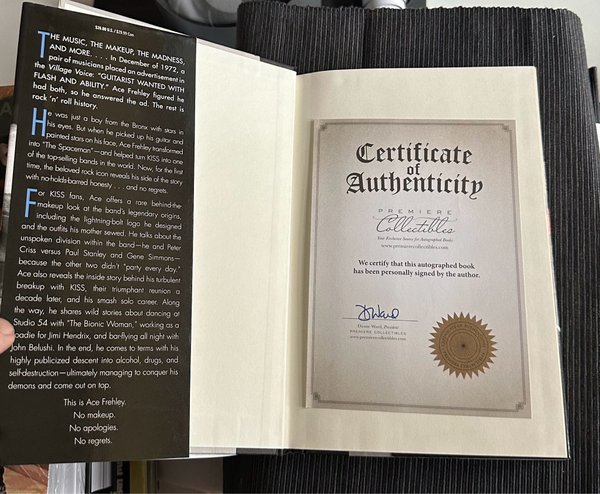 $26.00 U.S./$29.99 Can.
THE MUSIC, THE MAKEUP, THE MADNESS,
AND MORE. . . . In December of 1972, a
pair of musicians placed an advertisement in
the Village Voice: "GUITARIST WANTED WITH
FLASH AND ABILITY." Ace Frehley figured he
had both, so he answered the ad. The rest is
rock 'n' roll history.
He was just a boy from the Bronx with stars in
his eyes. But when he picked up his guitar and
painted stars on his face, Ace Frehley transformed
into "The Spaceman"—and helped turn KISS into one
of the top-selling bands in the world. Now, for the first
time, the beloved rock icon reveals his side of the story
with no-holds-barred honesty . . . and no regrets.
For KISS fans, Ace offers a rare behind-the-
makeup look at the band's legendary origins,
including the lightning-bolt logo he designed
and the outfits his mother sewed. He talks about the
unspoken division within the band—he and Peter
Criss versus Paul Stanley and Gene Simmons—
because the other two didn't "party every day."
Ace also reveals the inside story behind his turbulent
breakup with KISS, their triumphant reunion a
decade later, and his smash solo career. Along
the way, he shares wild stories about dancing at
Studio 54 with "The Bionic Woman," working as a
oadie for Jimi Hendrix, and bar-flying all night with
John Belushi. In the end, he comes to terms with his
highly publicized descent into alcohol, drugs, and
self-destruction—ultimately managing to conquer his
demons and come out on top.
This is Ace Frehley.
No makeup.
No apologies.
No regrets.
Certificate
of
Authenticity
PREMIERE
Collectibles
Your Exclusive Source for Autographed Books
www.premierecollectibles.com
We certify that this autographed book
has been personally signed by the author.
DWard
Deane Ward, President
PREMIERE COLLECTIBLES
www.premierecollectibles.com